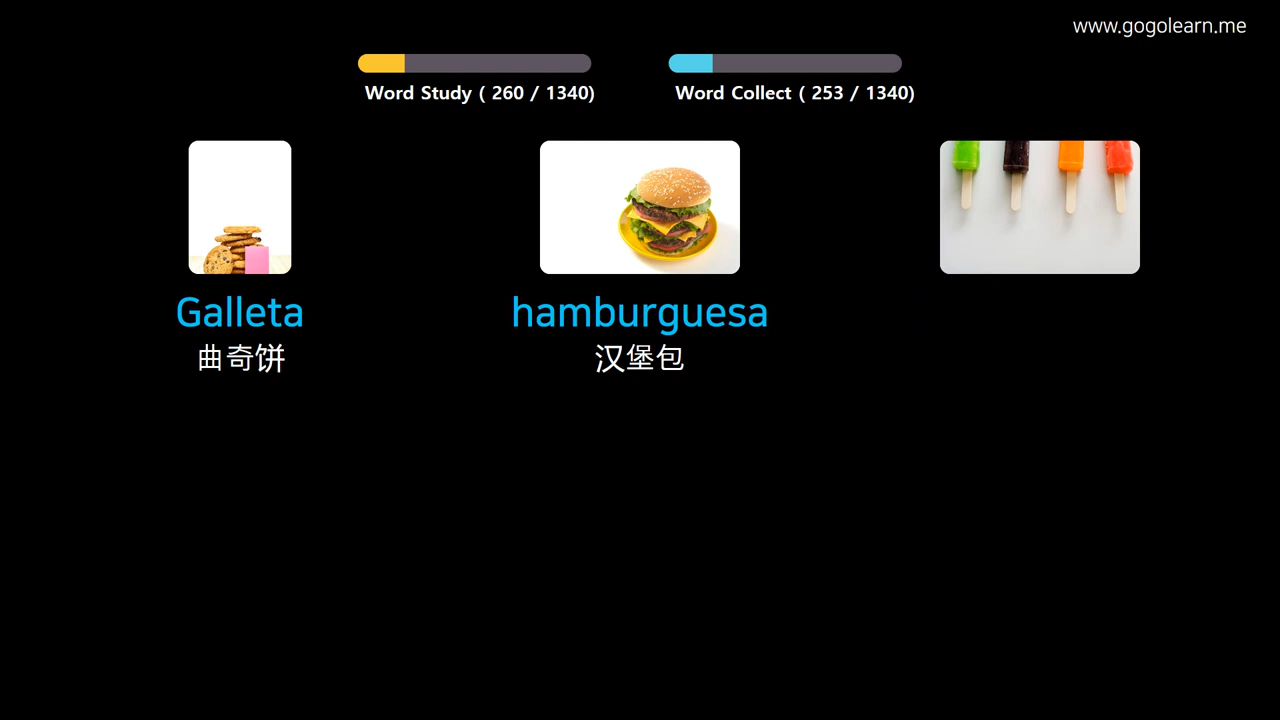 www.gogolearn.me
Word Study ( 260 / 1340)
Word Collect ( 253 / 1340)
Galleta
曲奇饼
hamburguesa
汉堡包